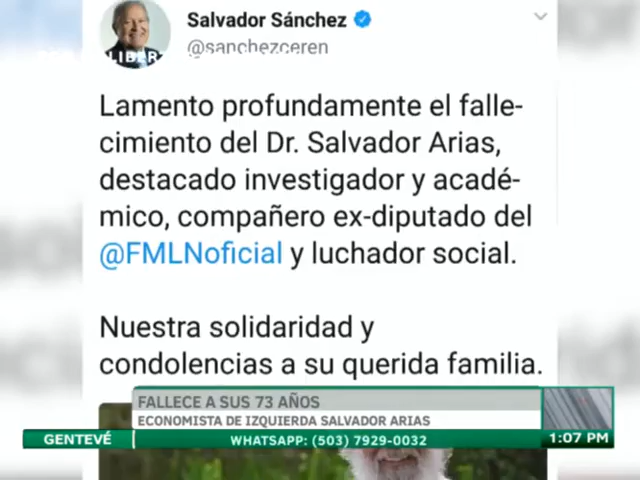 Salvador Sánchez
@sanchezceren
LIBER
Lamento profundamente el falle-
cimiento del Dr. Salvador Arias,
destacado investigador y acadé-
mico, compañero ex-diputado del
@FMLNoficial y luchador social.
Nuestra solidaridad y
condolencias a su querida familia.
FALLECE A SUS 73 AÑOS
ECONOMISTA DE IZQUIERDA SALVADOR ARIAS
GENTEVÉ
WHATSAPP: (503) 7929-0032
1:07 PM